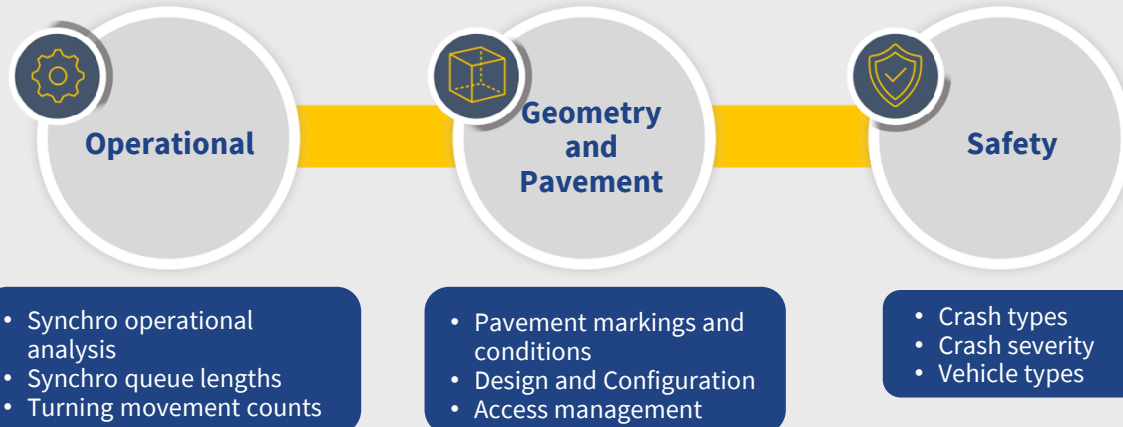 Operational
Geometry
and
Pavement
Safety
• Synchro operational
analysis
• Synchro queue lengths
• Turning movement counts
• Pavement markings and
conditions
• Design and Configuration
• Access management
• Crash types
• Crash severity
• Vehicle types